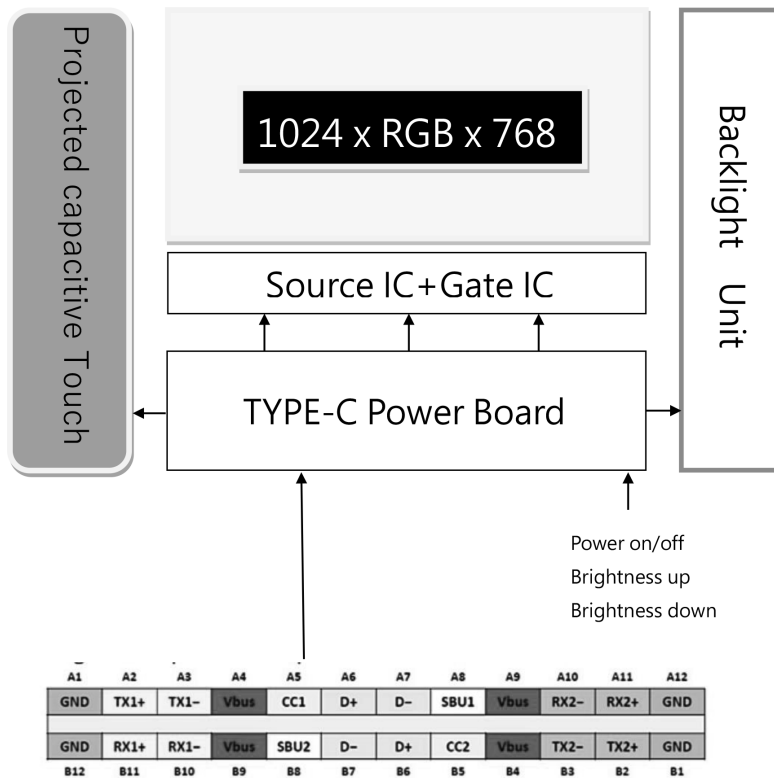 Projected capacitive Touch
1024 x RGB x 768
Backlight Unit
Source IC+Gate IC
TYPE-C Power Board
Power on/off
Brightness up
Brightness down
A1 A2 A3 A4 A5 A6 A7 A8 A9 A10 A11 A12
GND TX1+ TX1− Vbus CC1 D+ D− SBU1 Vbus RX2− RX2+ GND
GND RX1+ RX1− Vbus SBU2 D− D+ CC2 Vbus TX2− TX2+ GND
B12 B11 B10 B9 B8 B7 B6 B5 B4 B3 B2 B1